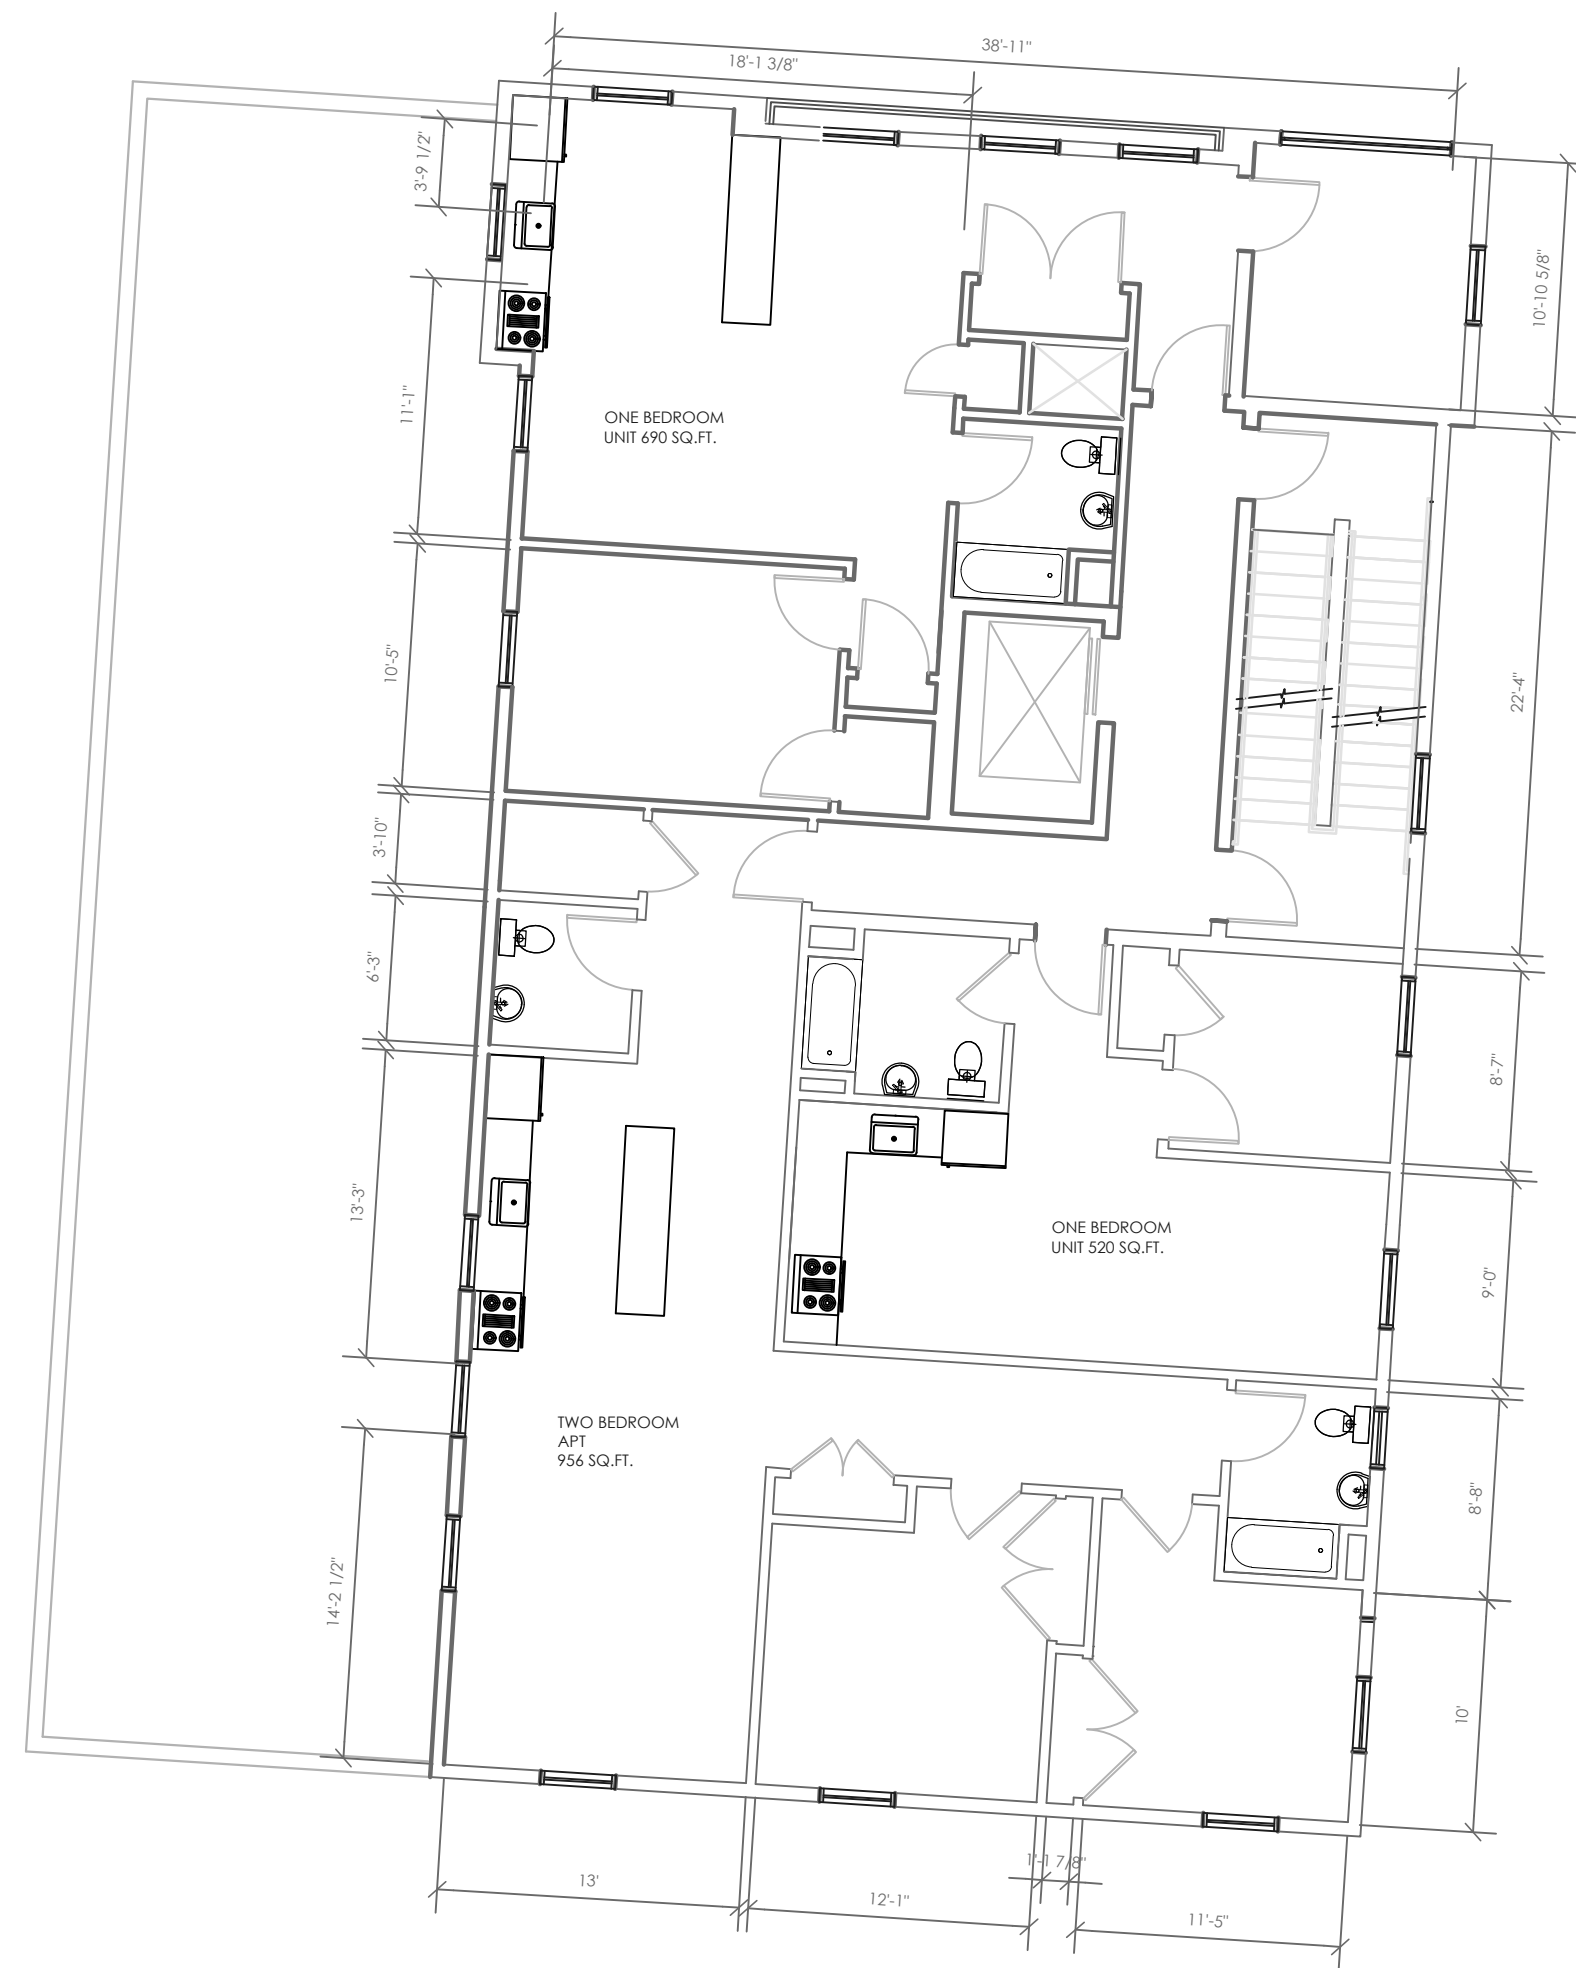 38'-11"
18'-1 3/8"
3'-9 1/2"
10'-10 5/8"
11'-1"
ONE BEDROOM
UNIT 690 SQ.FT.
10'-5"
22'-4"
3'-10"
6'-3"
8'-7"
13'-3"
ONE BEDROOM
UNIT 520 SQ.FT.
9'-0"
TWO BEDROOM
APT
956 SQ.FT.
8'-8"
14'-2 1/2"
10'
1'-1 7/8"
13'
12'-1"
11'-5"